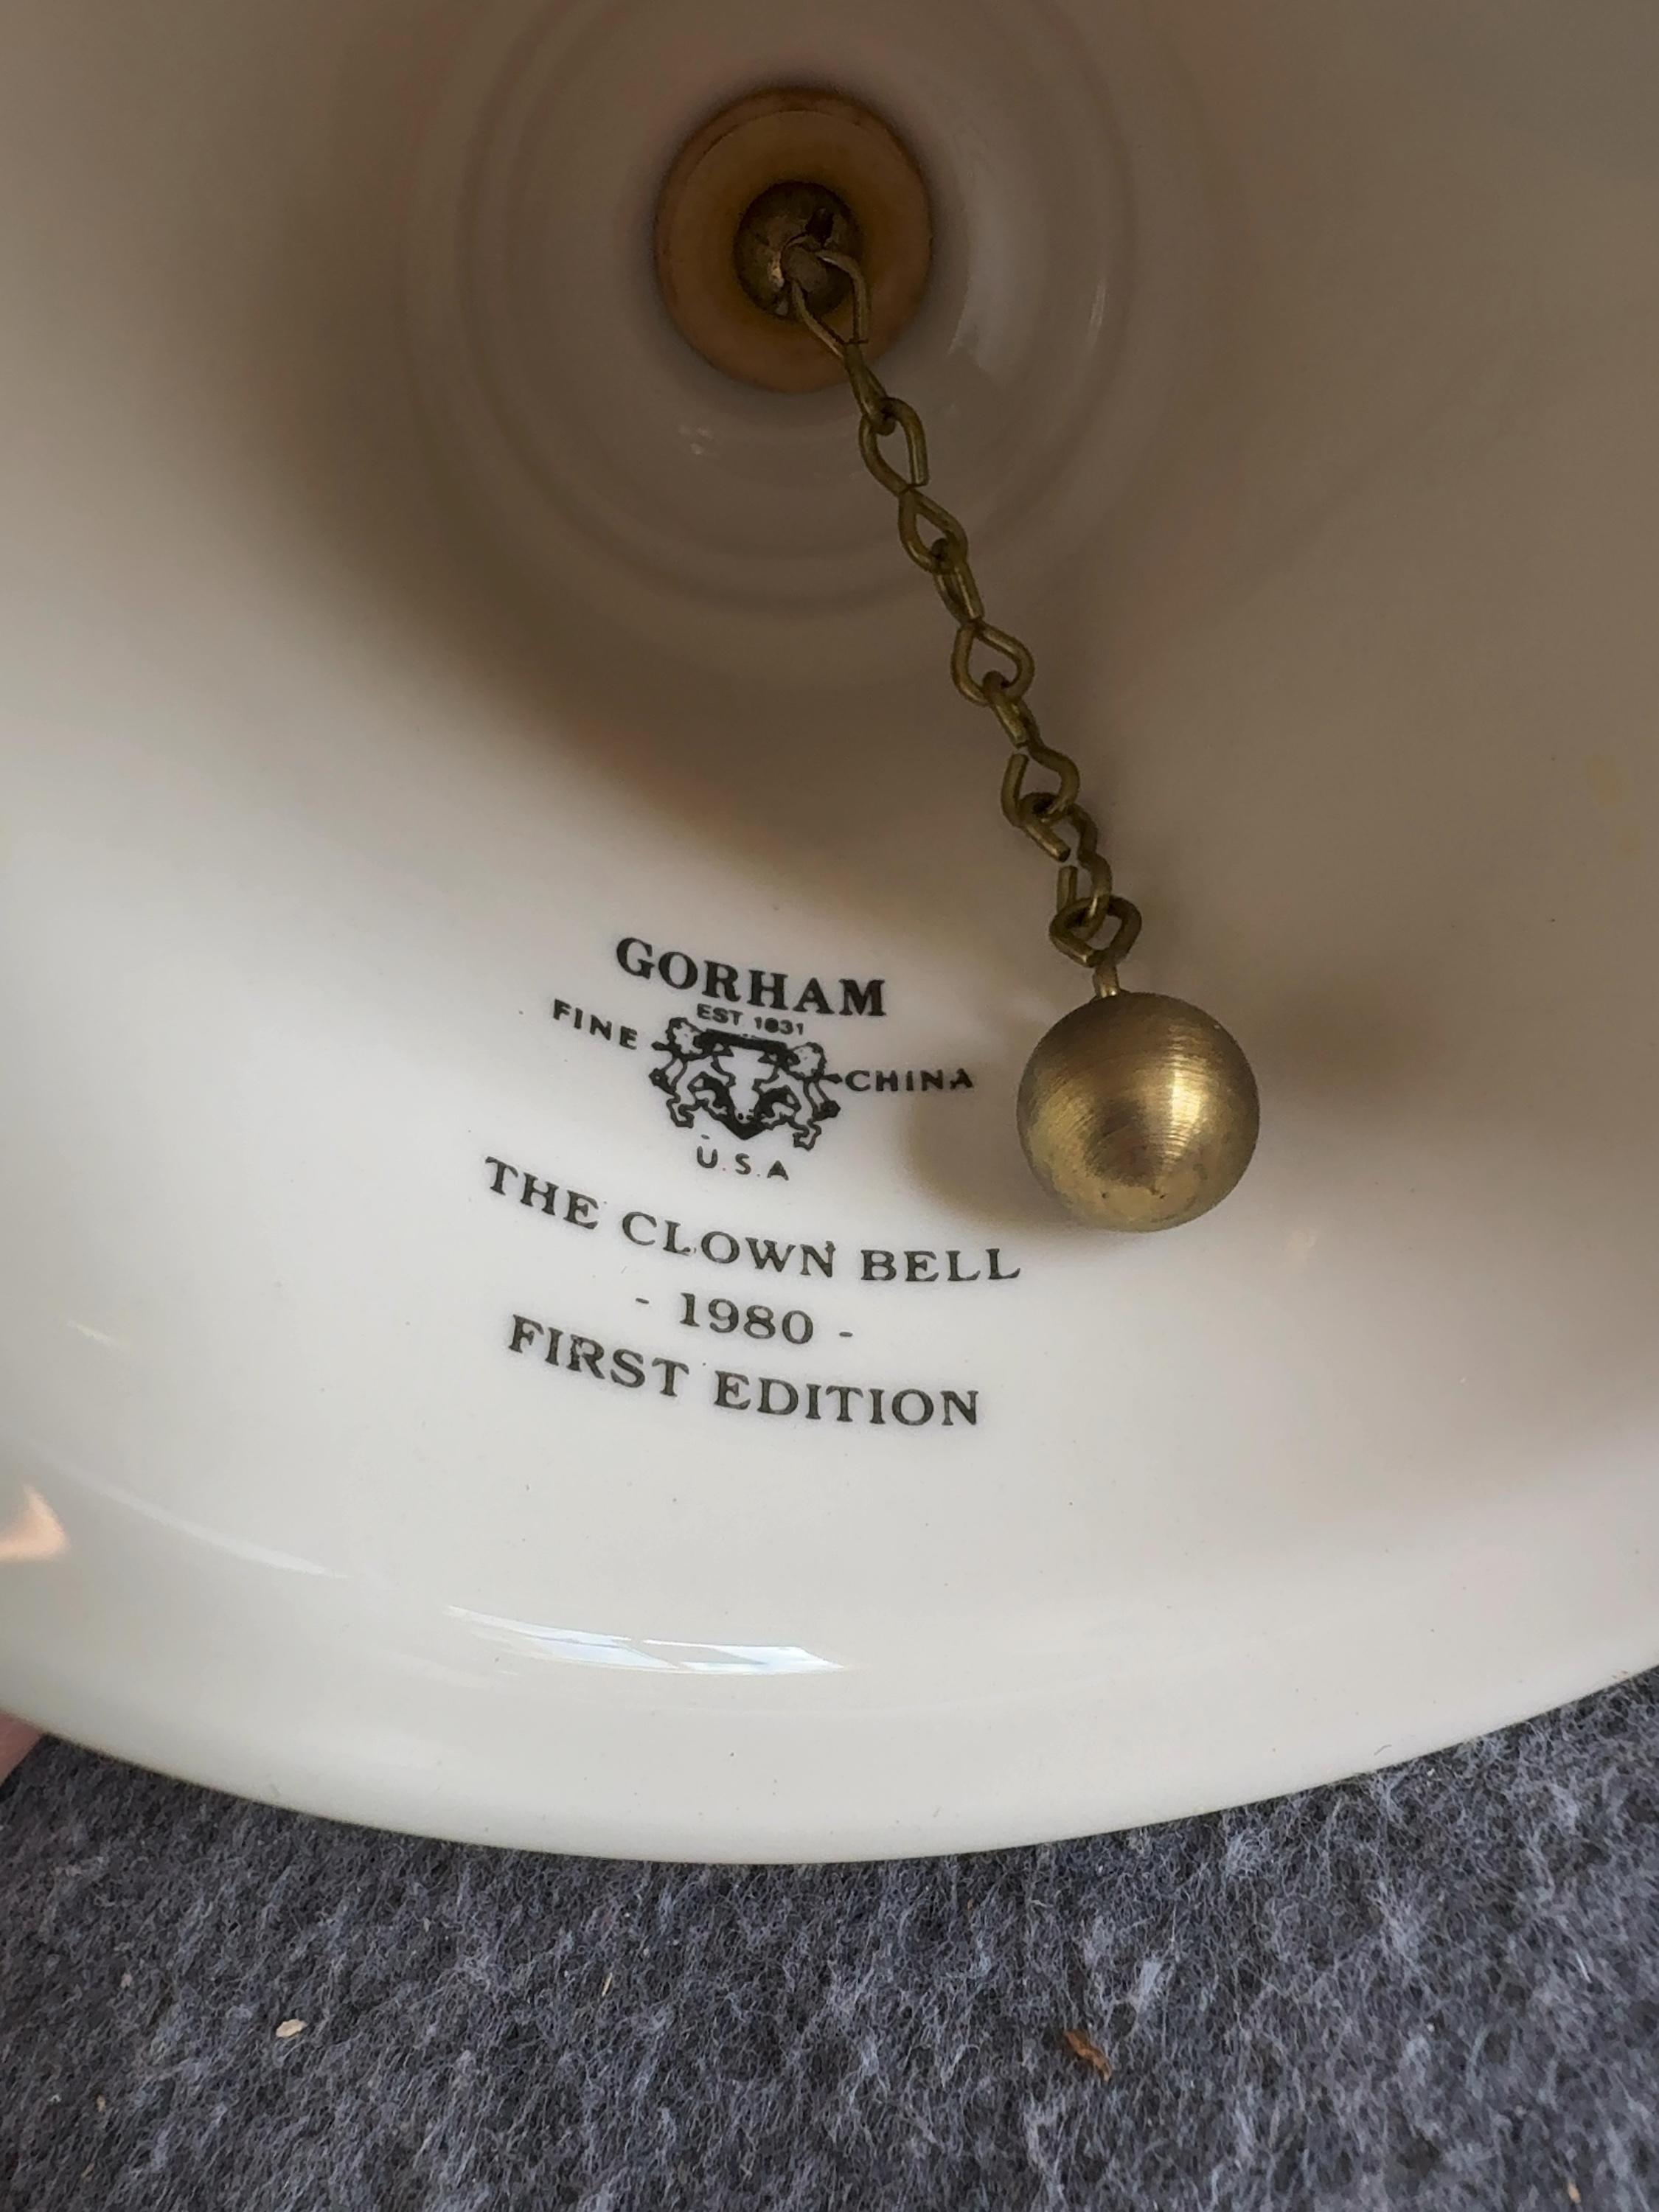 GORHAM
EST 1831
FINE CHINA
U.S.A
THE CLOWN BELL
- 1980 -
FIRST EDITION